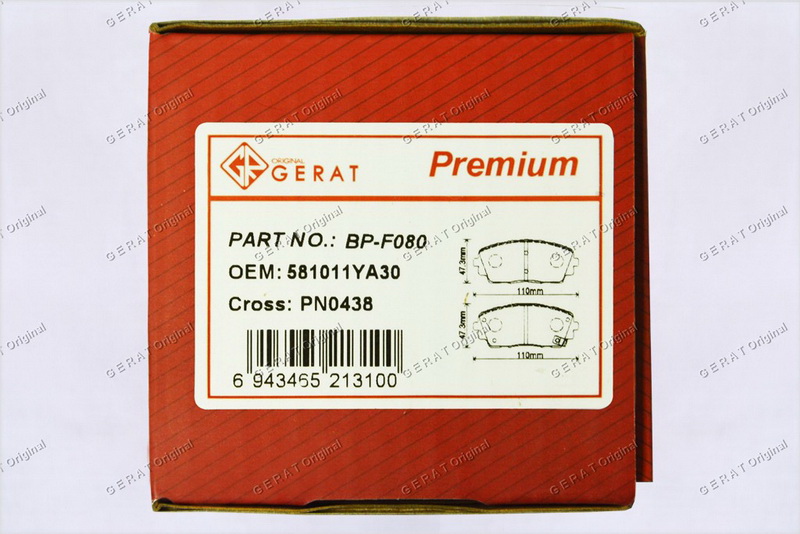 ORIGINAL
GERAT
Premium
PART NO.: BP-F080
OEM: 581011YA30
Cross: PN0438
47.3mm
110mm
47.3mm
110mm
6 943465 213100
GERAT Original